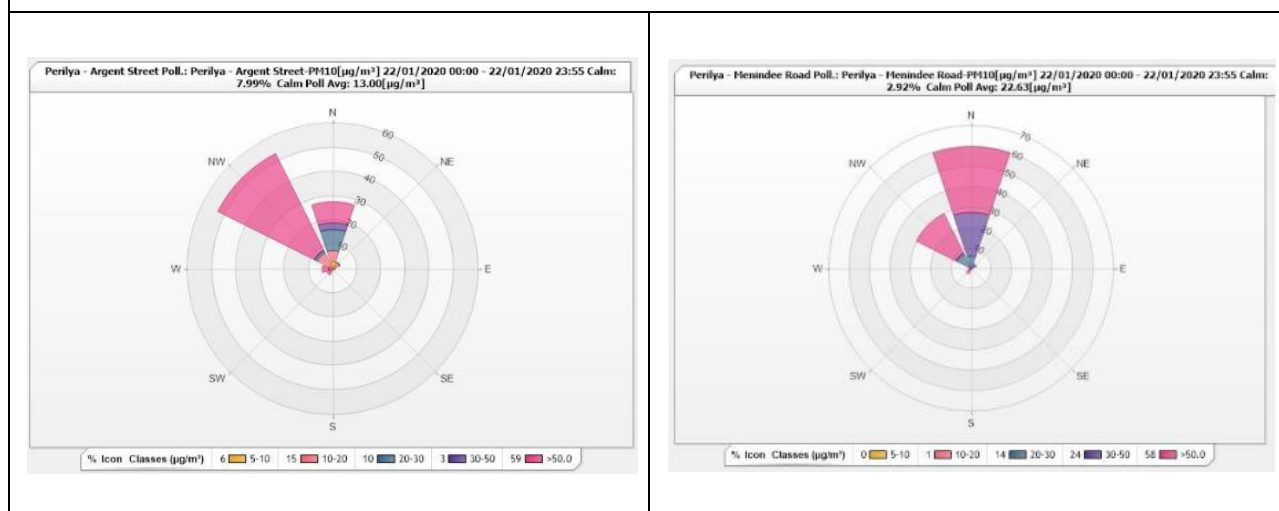 Perilya - Argent Street Poll.: Perilya - Argent Street-PM10[µg/m³] 22/01/2020 00:00 - 22/01/2020 23:55 Calm:
7.99% Calm Poll Avg: 13.00[µg/m³]
N
60
50
40
30
20
10
NW
NE
W
E
SW
SE
S
% Icon Classes (µg/m³) 6 5-10 15 10-20 10 20-30 3 30-50 59 >50.0
Perilya - Menindee Road Poll.: Perilya - Menindee Road-PM10[µg/m³] 22/01/2020 00:00 - 22/01/2020 23:55 Calm:
2.92% Calm Poll Avg: 22.63[µg/m³]
N
70
60
50
40
30
20
10
NW
NE
W
E
SW
SE
S
% Icon Classes (µg/m³) 0 5-10 1 10-20 14 20-30 24 30-50 58 >50.0